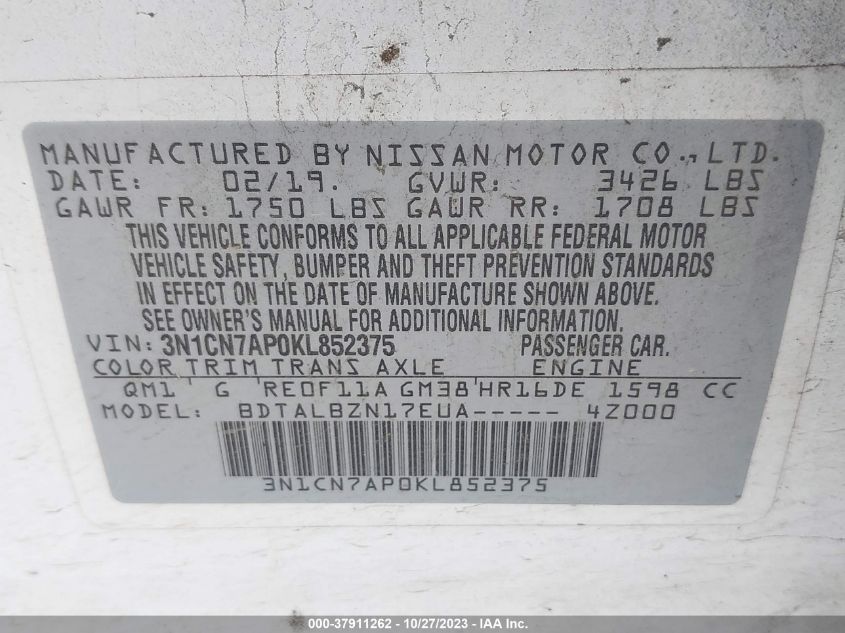 MANUFACTURED BY NISSAN MOTOR CO., LTD.
DATE: 02/19. GVWR: 3426 LBS
GAWR FR: 1750 LBS GAWR RR: 1708 LBS
THIS VEHICLE CONFORMS TO ALL APPLICABLE FEDERAL MOTOR
VEHICLE SAFETY, BUMPER AND THEFT PREVENTION STANDARDS
IN EFFECT ON THE DATE OF MANUFACTURE SHOWN ABOVE.
SEE OWNER'S MANUAL FOR ADDITIONAL INFORMATION.
VIN: 3N1CN7AP0KL852375 PASSENGER CAR.
COLOR TRIM TRANS AXLE ENGINE
QM1 G RE0F11A GM38 HR16DE 1598 CC
MODEL: BDTALBZN17EUA----- 4Z000
3N1CN7AP0KL852375
000-37911262 - 10/27/2023 - IAA Inc.